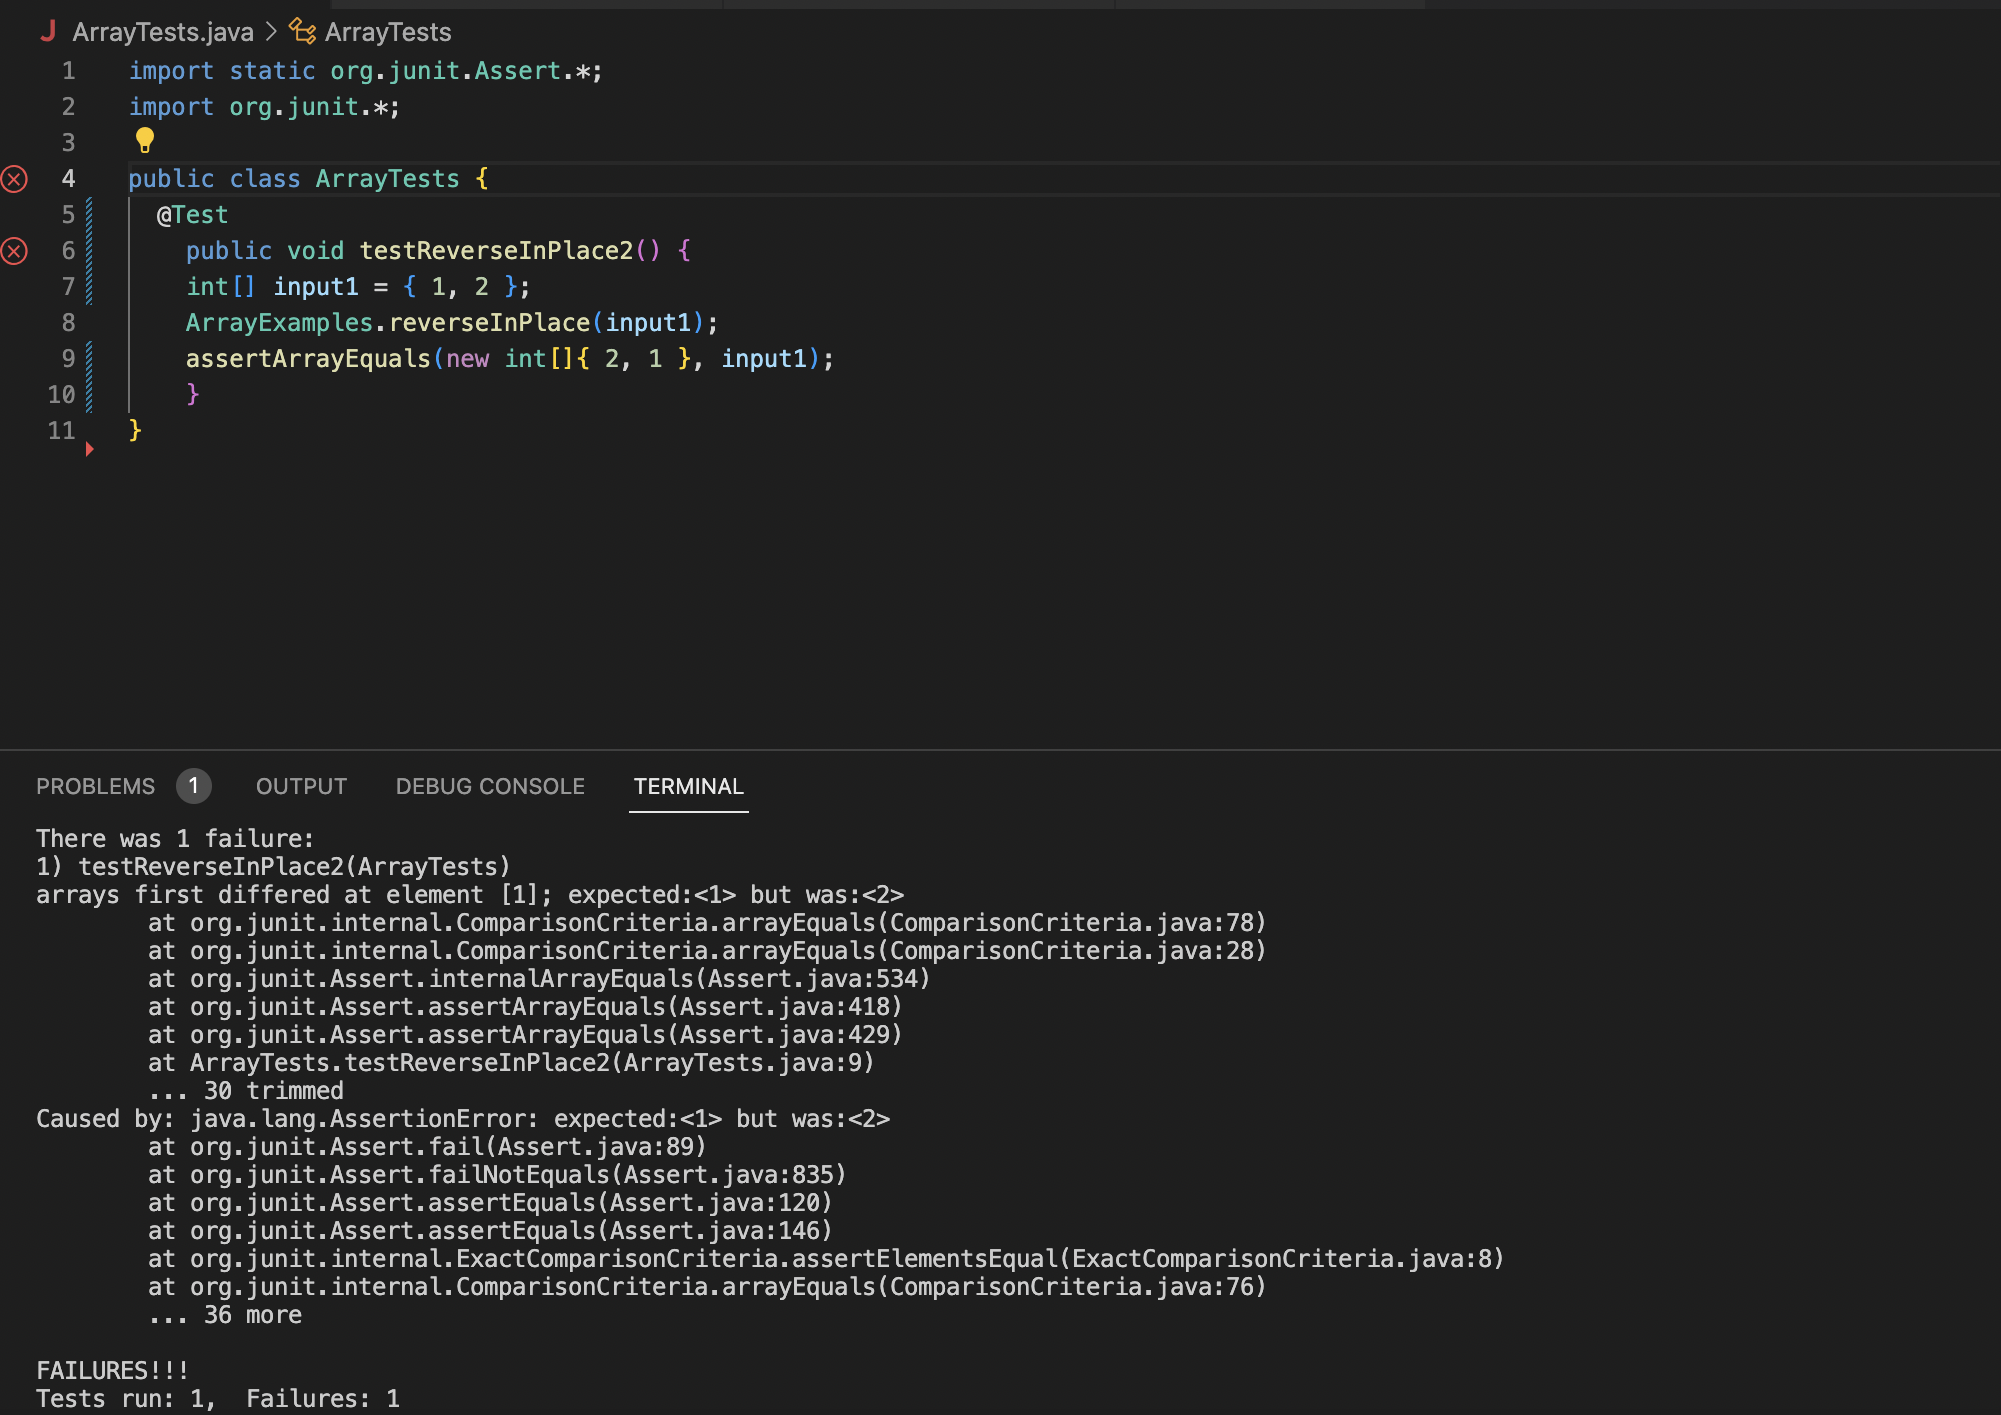 J ArrayTests.java > ArrayTests
1 import static org.junit.Assert.*;
2 import org.junit.*;
3
4 public class ArrayTests {
5 @Test
6 public void testReverseInPlace2() {
7 int[] input1 = { 1, 2 };
8 ArrayExamples.reverseInPlace(input1);
9 assertArrayEquals(new int[]{ 2, 1 }, input1);
10 }
11 }
PROBLEMS 1 OUTPUT DEBUG CONSOLE TERMINAL
There was 1 failure:
1) testReverseInPlace2(ArrayTests)
arrays first differed at element [1]; expected:<1> but was:<2>
at org.junit.internal.ComparisonCriteria.arrayEquals(ComparisonCriteria.java:78)
at org.junit.internal.ComparisonCriteria.arrayEquals(ComparisonCriteria.java:28)
at org.junit.Assert.internalArrayEquals(Assert.java:534)
at org.junit.Assert.assertArrayEquals(Assert.java:418)
at org.junit.Assert.assertArrayEquals(Assert.java:429)
at ArrayTests.testReverseInPlace2(ArrayTests.java:9)
... 30 trimmed
Caused by: java.lang.AssertionError: expected:<1> but was:<2>
at org.junit.Assert.fail(Assert.java:89)
at org.junit.Assert.failNotEquals(Assert.java:835)
at org.junit.Assert.assertEquals(Assert.java:120)
at org.junit.Assert.assertEquals(Assert.java:146)
at org.junit.internal.ExactComparisonCriteria.assertElementsEqual(ExactComparisonCriteria.java:8)
at org.junit.internal.ComparisonCriteria.arrayEquals(ComparisonCriteria.java:76)
... 36 more
FAILURES!!!
Tests run: 1,  Failures: 1